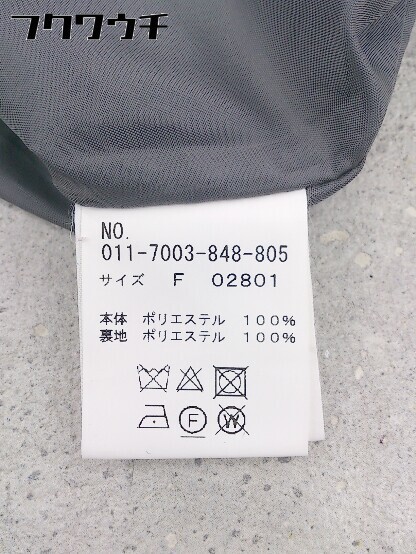 フクワウチ
NO.
011-7003-848-805
サイズ F 02801
本体 ポリエステル 100%
裏地 ポリエステル 100%
F W